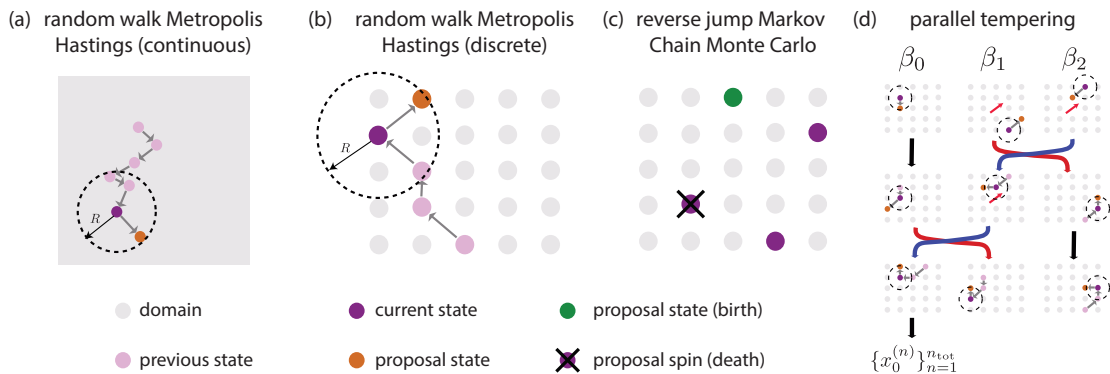 (a) random walk Metropolis
Hastings (continuous)
(b) random walk Metropolis
Hastings (discrete)
(c) reverse jump Markov
Chain Monte Carlo
(d) parallel tempering
β₀ β₁ β₂
R
R
domain
current state
proposal state (birth)
previous state
proposal state
proposal spin (death)
{x₀⁽ⁿ⁾}ₙ₌₁ⁿᵗᵒᵗ